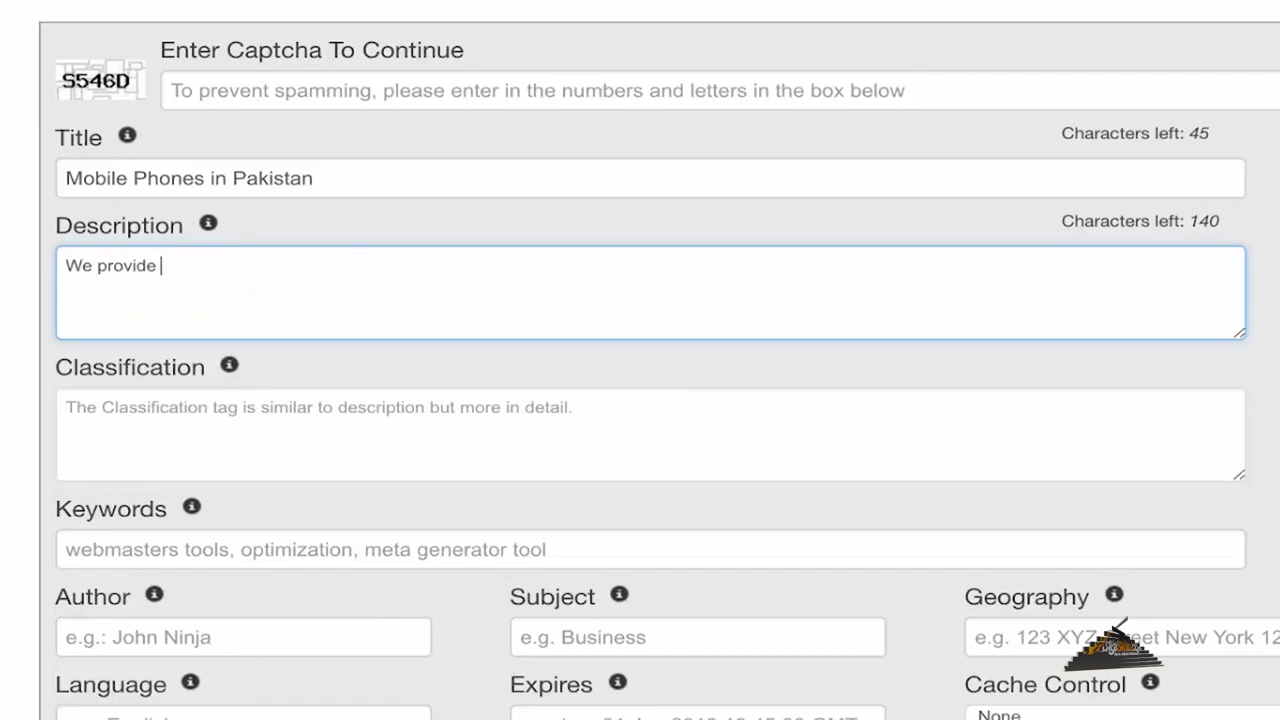 Enter Captcha To Continue
S546D
To prevent spamming, please enter in the numbers and letters in the box below
Title
Characters left: 45
Mobile Phones in Pakistan
Description
Characters left: 140
We provide
Classification
The Classification tag is similar to description but more in detail.
Keywords
webmasters tools, optimization, meta generator tool
Author Subject Geography
e.g.: John Ninja e.g. Business e.g. 123 XYZ New York 12
Language Expires Cache Control
None